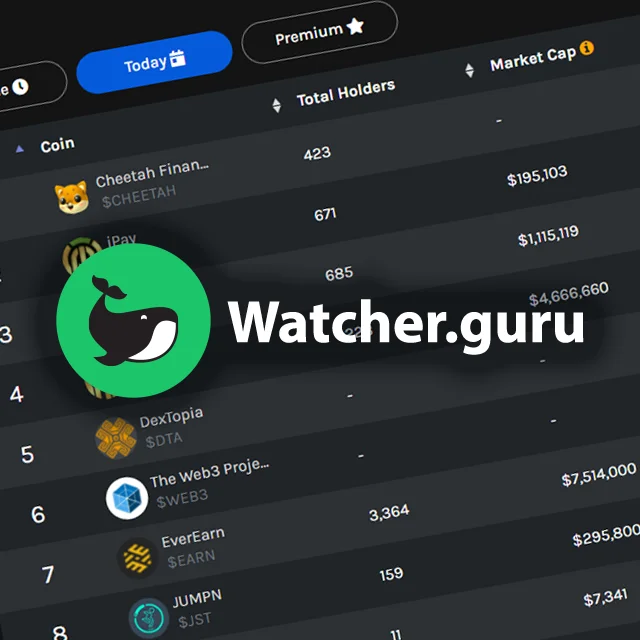 Today
Premium
Coin
Total Holders
Market Cap
Cheetah Finan...
$CHEETAH
423
-
iPay
671
$195,103
3
685
$1,115,119
Watcher.guru
4
$4,666,660
5
DexTopia
$DTA
-
-
6
The Web3 Proje...
$WEB3
-
-
7
EverEarn
$EARN
3,364
$7,514,000
8
JUMPN
$JST
159
$295,800
11
$7,341